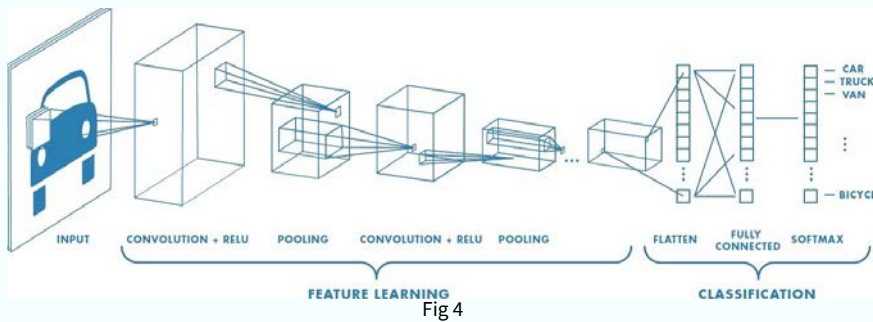 CAR
TRUCK
VAN
BICYCLE
INPUT
CONVOLUTION + RELU
POOLING
CONVOLUTION + RELU
POOLING
FLATTEN
FULLY
CONNECTED
SOFTMAX
FEATURE LEARNING
CLASSIFICATION
Fig 4